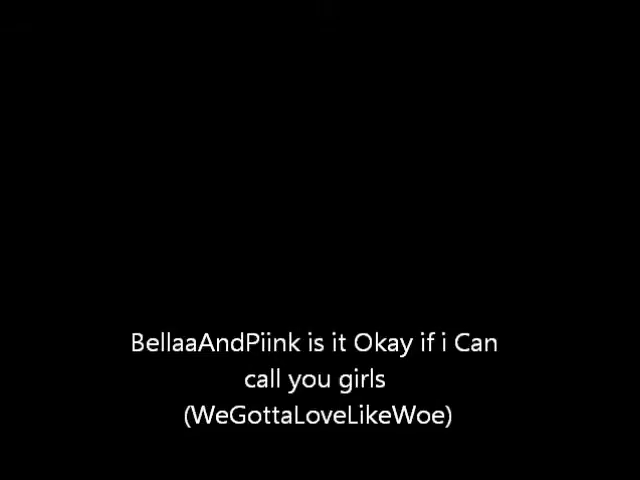 BellaaAndPiink is it Okay if i Can
call you girls
(WeGottaLoveLikeWoe)